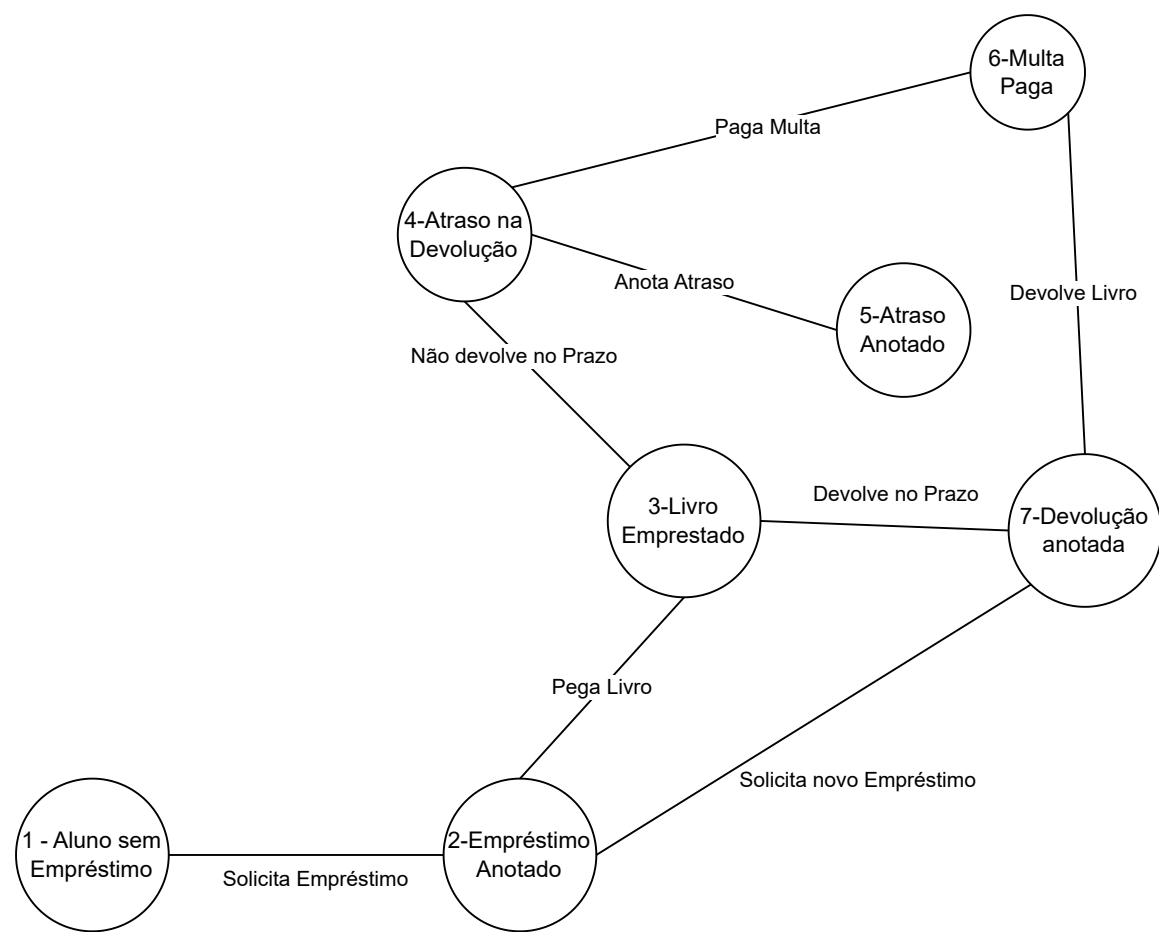 6-Multa
Paga
Paga Multa
4-Atraso na
Devolução
Anota Atraso
Devolve Livro
5-Atraso
Anotado
Não devolve no Prazo
Devolve no Prazo
3-Livro
Emprestado
7-Devolução
anotada
Pega Livro
Solicita novo Empréstimo
1 - Aluno sem
Empréstimo
2-Empréstimo
Anotado
Solicita Empréstimo